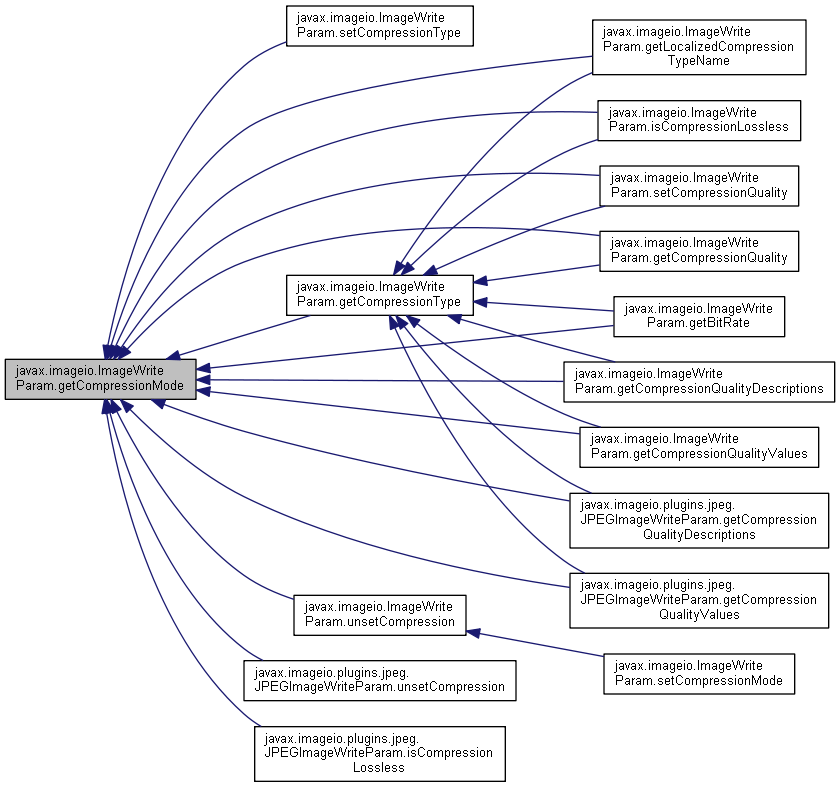 javax.imageio.ImageWrite
Param.setCompressionType
javax.imageio.ImageWrite
Param.getLocalizedCompression
TypeName
javax.imageio.ImageWrite
Param.isCompressionLossless
javax.imageio.ImageWrite
Param.setCompressionQuality
javax.imageio.ImageWrite
Param.getCompressionQuality
javax.imageio.ImageWrite
Param.getCompressionType
javax.imageio.ImageWrite
Param.getBitRate
javax.imageio.ImageWrite
Param.getCompressionMode
javax.imageio.ImageWrite
Param.getCompressionQualityDescriptions
javax.imageio.ImageWrite
Param.getCompressionQualityValues
javax.imageio.plugins.jpeg.
JPEGImageWriteParam.getCompression
QualityDescriptions
javax.imageio.plugins.jpeg.
JPEGImageWriteParam.getCompression
QualityValues
javax.imageio.ImageWrite
Param.unsetCompression
javax.imageio.ImageWrite
Param.setCompressionMode
javax.imageio.plugins.jpeg.
JPEGImageWriteParam.unsetCompression
javax.imageio.plugins.jpeg.
JPEGImageWriteParam.isCompression
Lossless